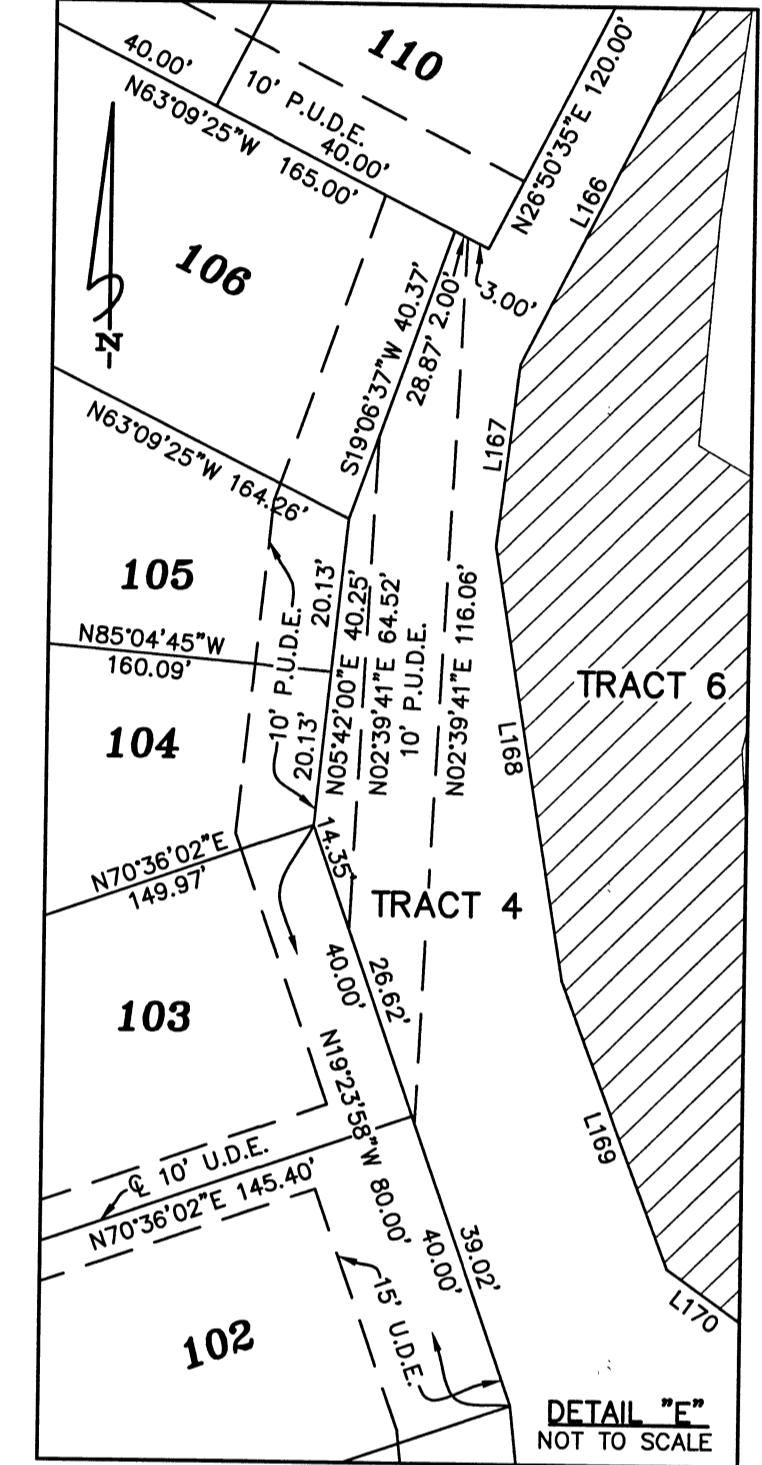 110
40.00'
10' P.U.D.E.
40.00'
N63°09'25"W 165.00'
N26°50'35"E 120.00'
L166
106
3.00'
S19°06'37"W 40.37'
28.87' 2.00'
N
L167
N63°09'25"W 164.26'
105
20.13'
N05°42'00"E 40.25'
N02°39'41"E 64.52'
10' P.U.D.E.
N02°39'41"E 116.06'
10' P.U.D.E.
20.13'
N85°04'45"W
160.09'
TRACT 6
104
L168
14.35'
N70°36'02"E
149.97'
TRACT 4
103
40.00'
26.62'
N19°23'58"W 80.00'
L169
℄ 10' U.D.E.
N70°36'02"E 145.40'
40.00'
39.02'
15' U.D.E.
L170
102
DETAIL "E"
NOT TO SCALE